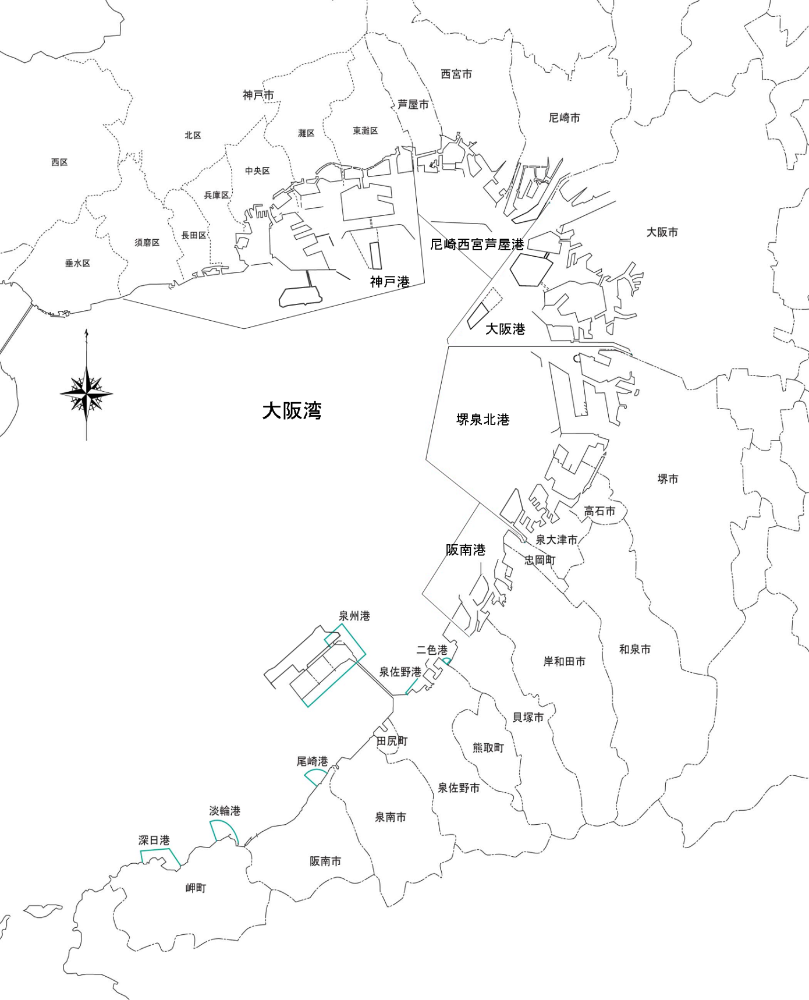 西宮市
神戸市
芦屋市
尼崎市
北区
灘区
東灘区
西区
中央区
兵庫区
長田区
須磨区
垂水区
大阪市
尼崎西宮芦屋港
神戸港
大阪港
大阪湾
堺泉北港
堺市
高石市
泉大津市
阪南港
忠岡町
泉州港
二色港
和泉市
岸和田市
泉佐野港
貝塚市
田尻町
熊取町
尾崎港
泉佐野市
淡輪港
泉南市
深日港
阪南市
岬町